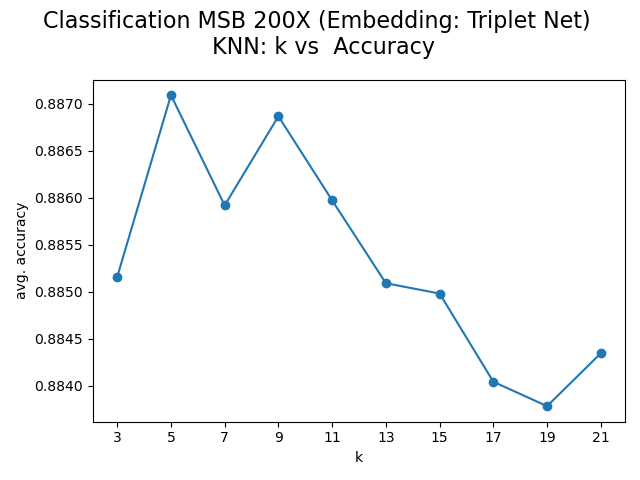 Classification MSB 200X (Embedding: Triplet Net)
KNN: k vs  Accuracy
0.8870
0.8865
0.8860
0.8855
0.8850
0.8845
0.8840
avg. accuracy
3 5 7 9 11 13 15 17 19 21
k